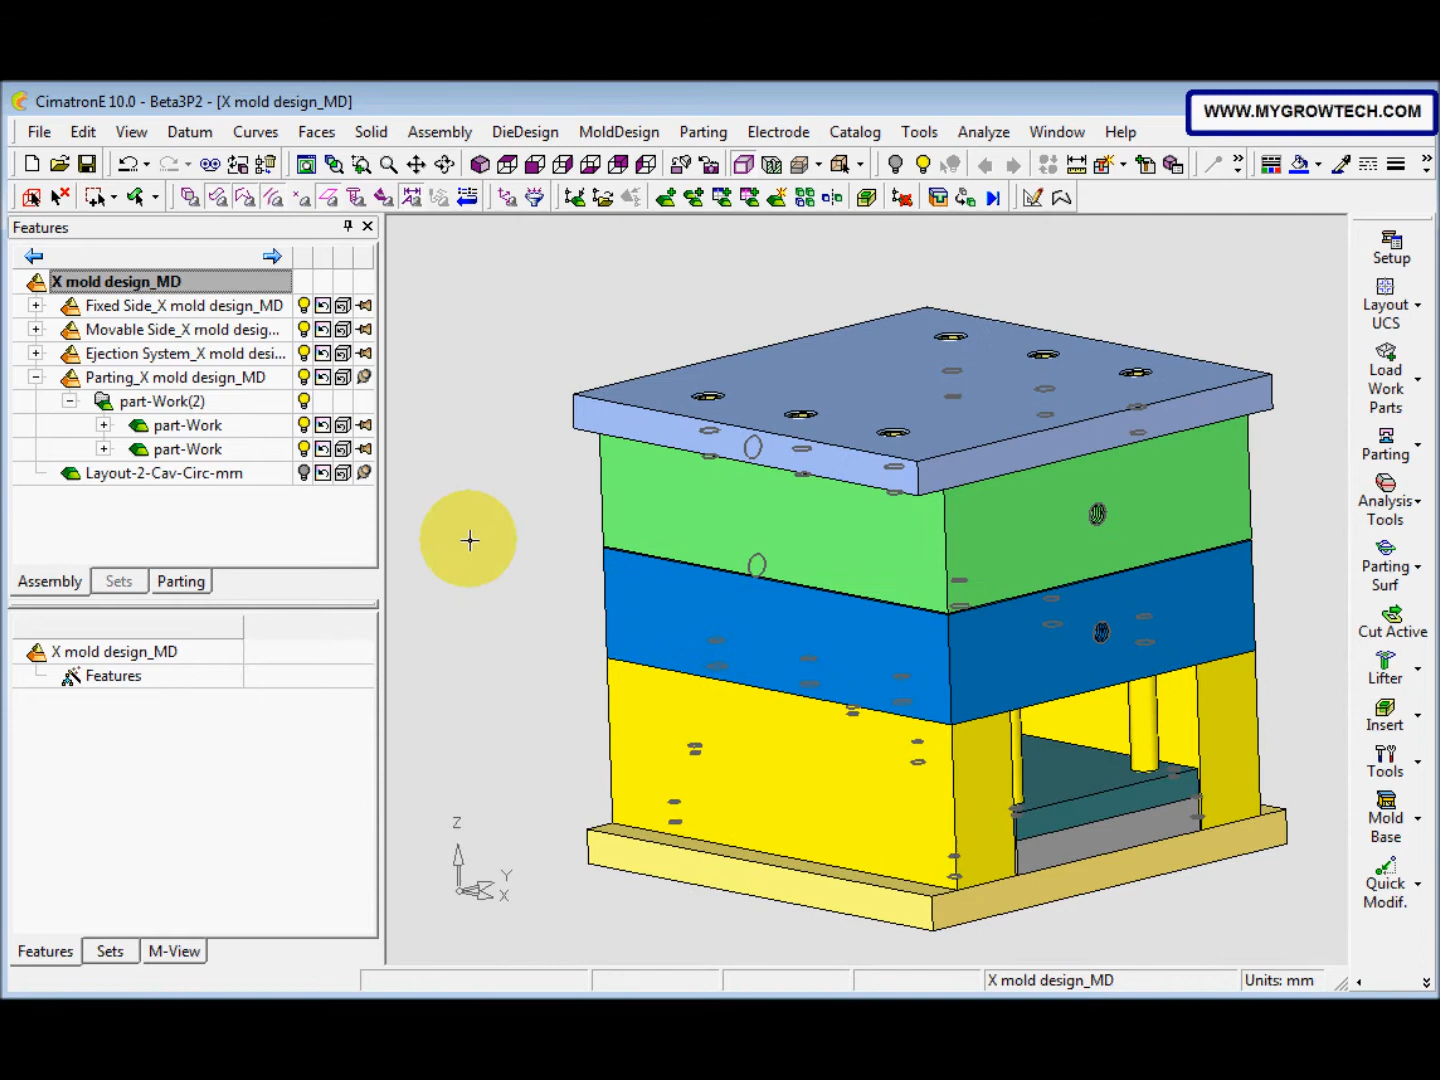 CimatronE 10.0 - Beta3P2 - [X mold design_MD]
WWW.MYGROWTECH.COM
File Edit View Datum Curves Faces Solid Assembly DieDesign MoldDesign Parting Electrode Catalog Tools Analyze Window Help
Features
X mold design_MD
Fixed Side_X mold design_MD
Movable Side_X mold desig...
Ejection System_X mold desi...
Parting_X mold design_MD
part-Work(2)
part-Work
part-Work
Layout-2-Cav-Circ-mm
Assembly Sets Parting
X mold design_MD
Features
Features Sets M-View
Z
Y
X
Setup
Layout
UCS
Load
Work
Parts
Parting
Analysis
Tools
Parting
Surf
Cut Active
Lifter
Insert
Tools
Mold
Base
Quick
Modif.
X mold design_MD
Units: mm